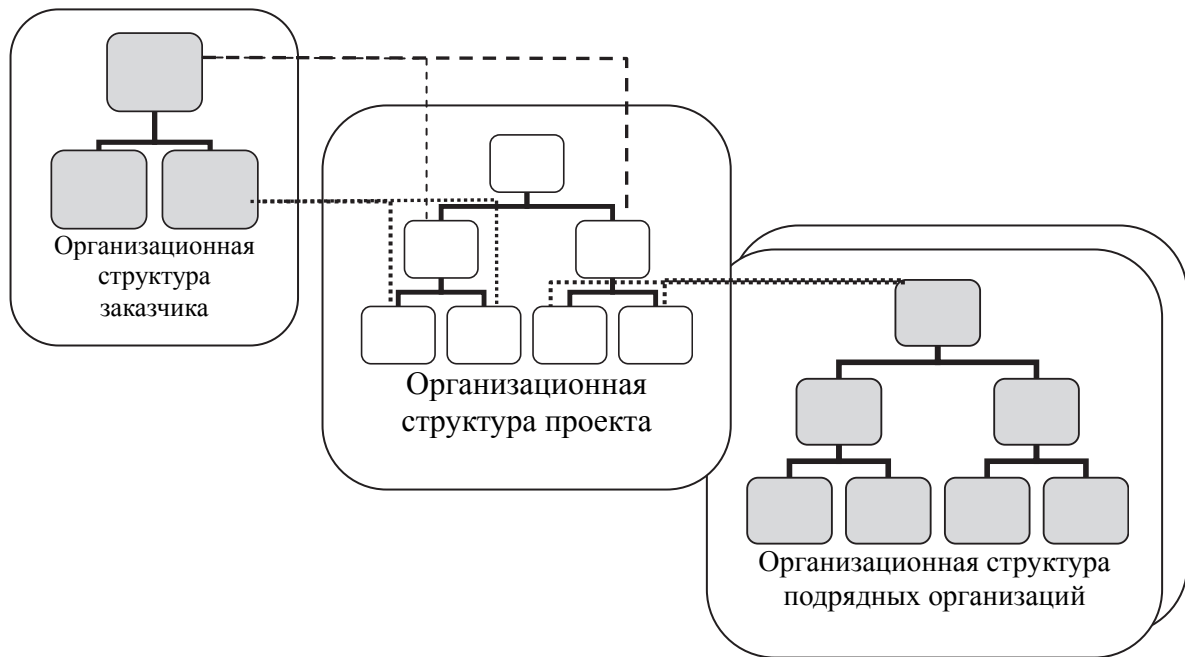 Организационная
структура
заказчика
Организационная
структура проекта
Организационная структура
подрядных организаций